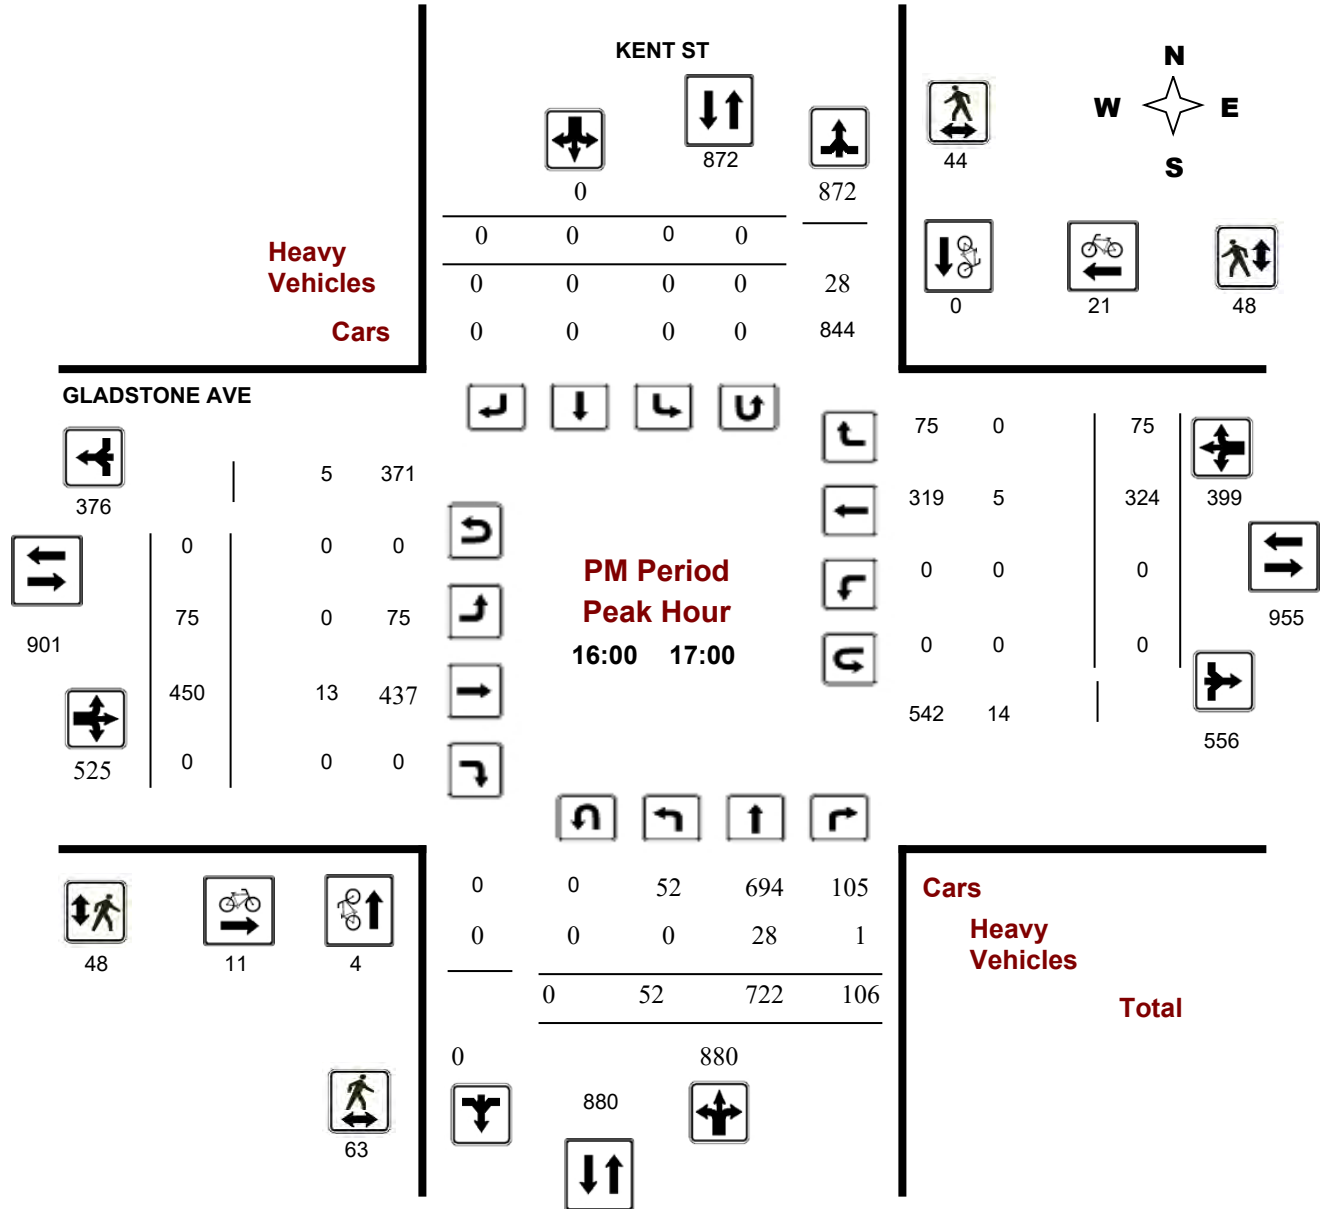 KENT ST
N
W E
S
872
44
0 872
0 0 0 0
Heavy
Vehicles 0 0 0 0 28
Cars 0 0 0 0 844
0 21 48
GLADSTONE AVE
75 0 75
5 371
376
319 5 324 399
0 0 0
PM Period
0 0 0
75 0 75
Peak Hour
955
901
16:00 17:00
0 0 0
450 13 437
542 14
556
525 0 0 0
0 0 52 694 105 Cars
0 0 0 28 1 Heavy
Vehicles
48 11 4
0 52 722 106 Total
0 880
880
63